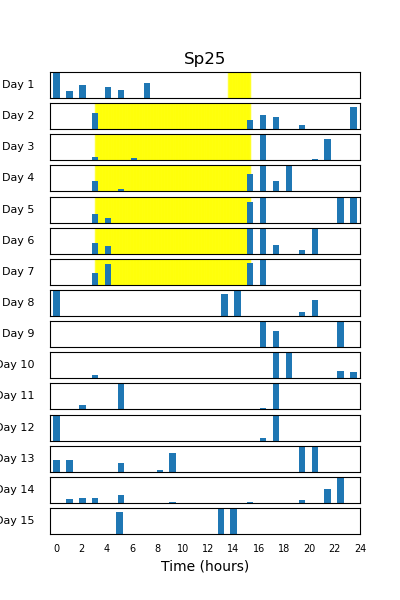 Sp25
Day 1
Day 2
Day 3
Day 4
Day 5
Day 6
Day 7
Day 8
Day 9
Day 10
Day 11
Day 12
Day 13
Day 14
Day 15
0 2 4 6 8 10 12 14 16 18 20 22 24
Time (hours)